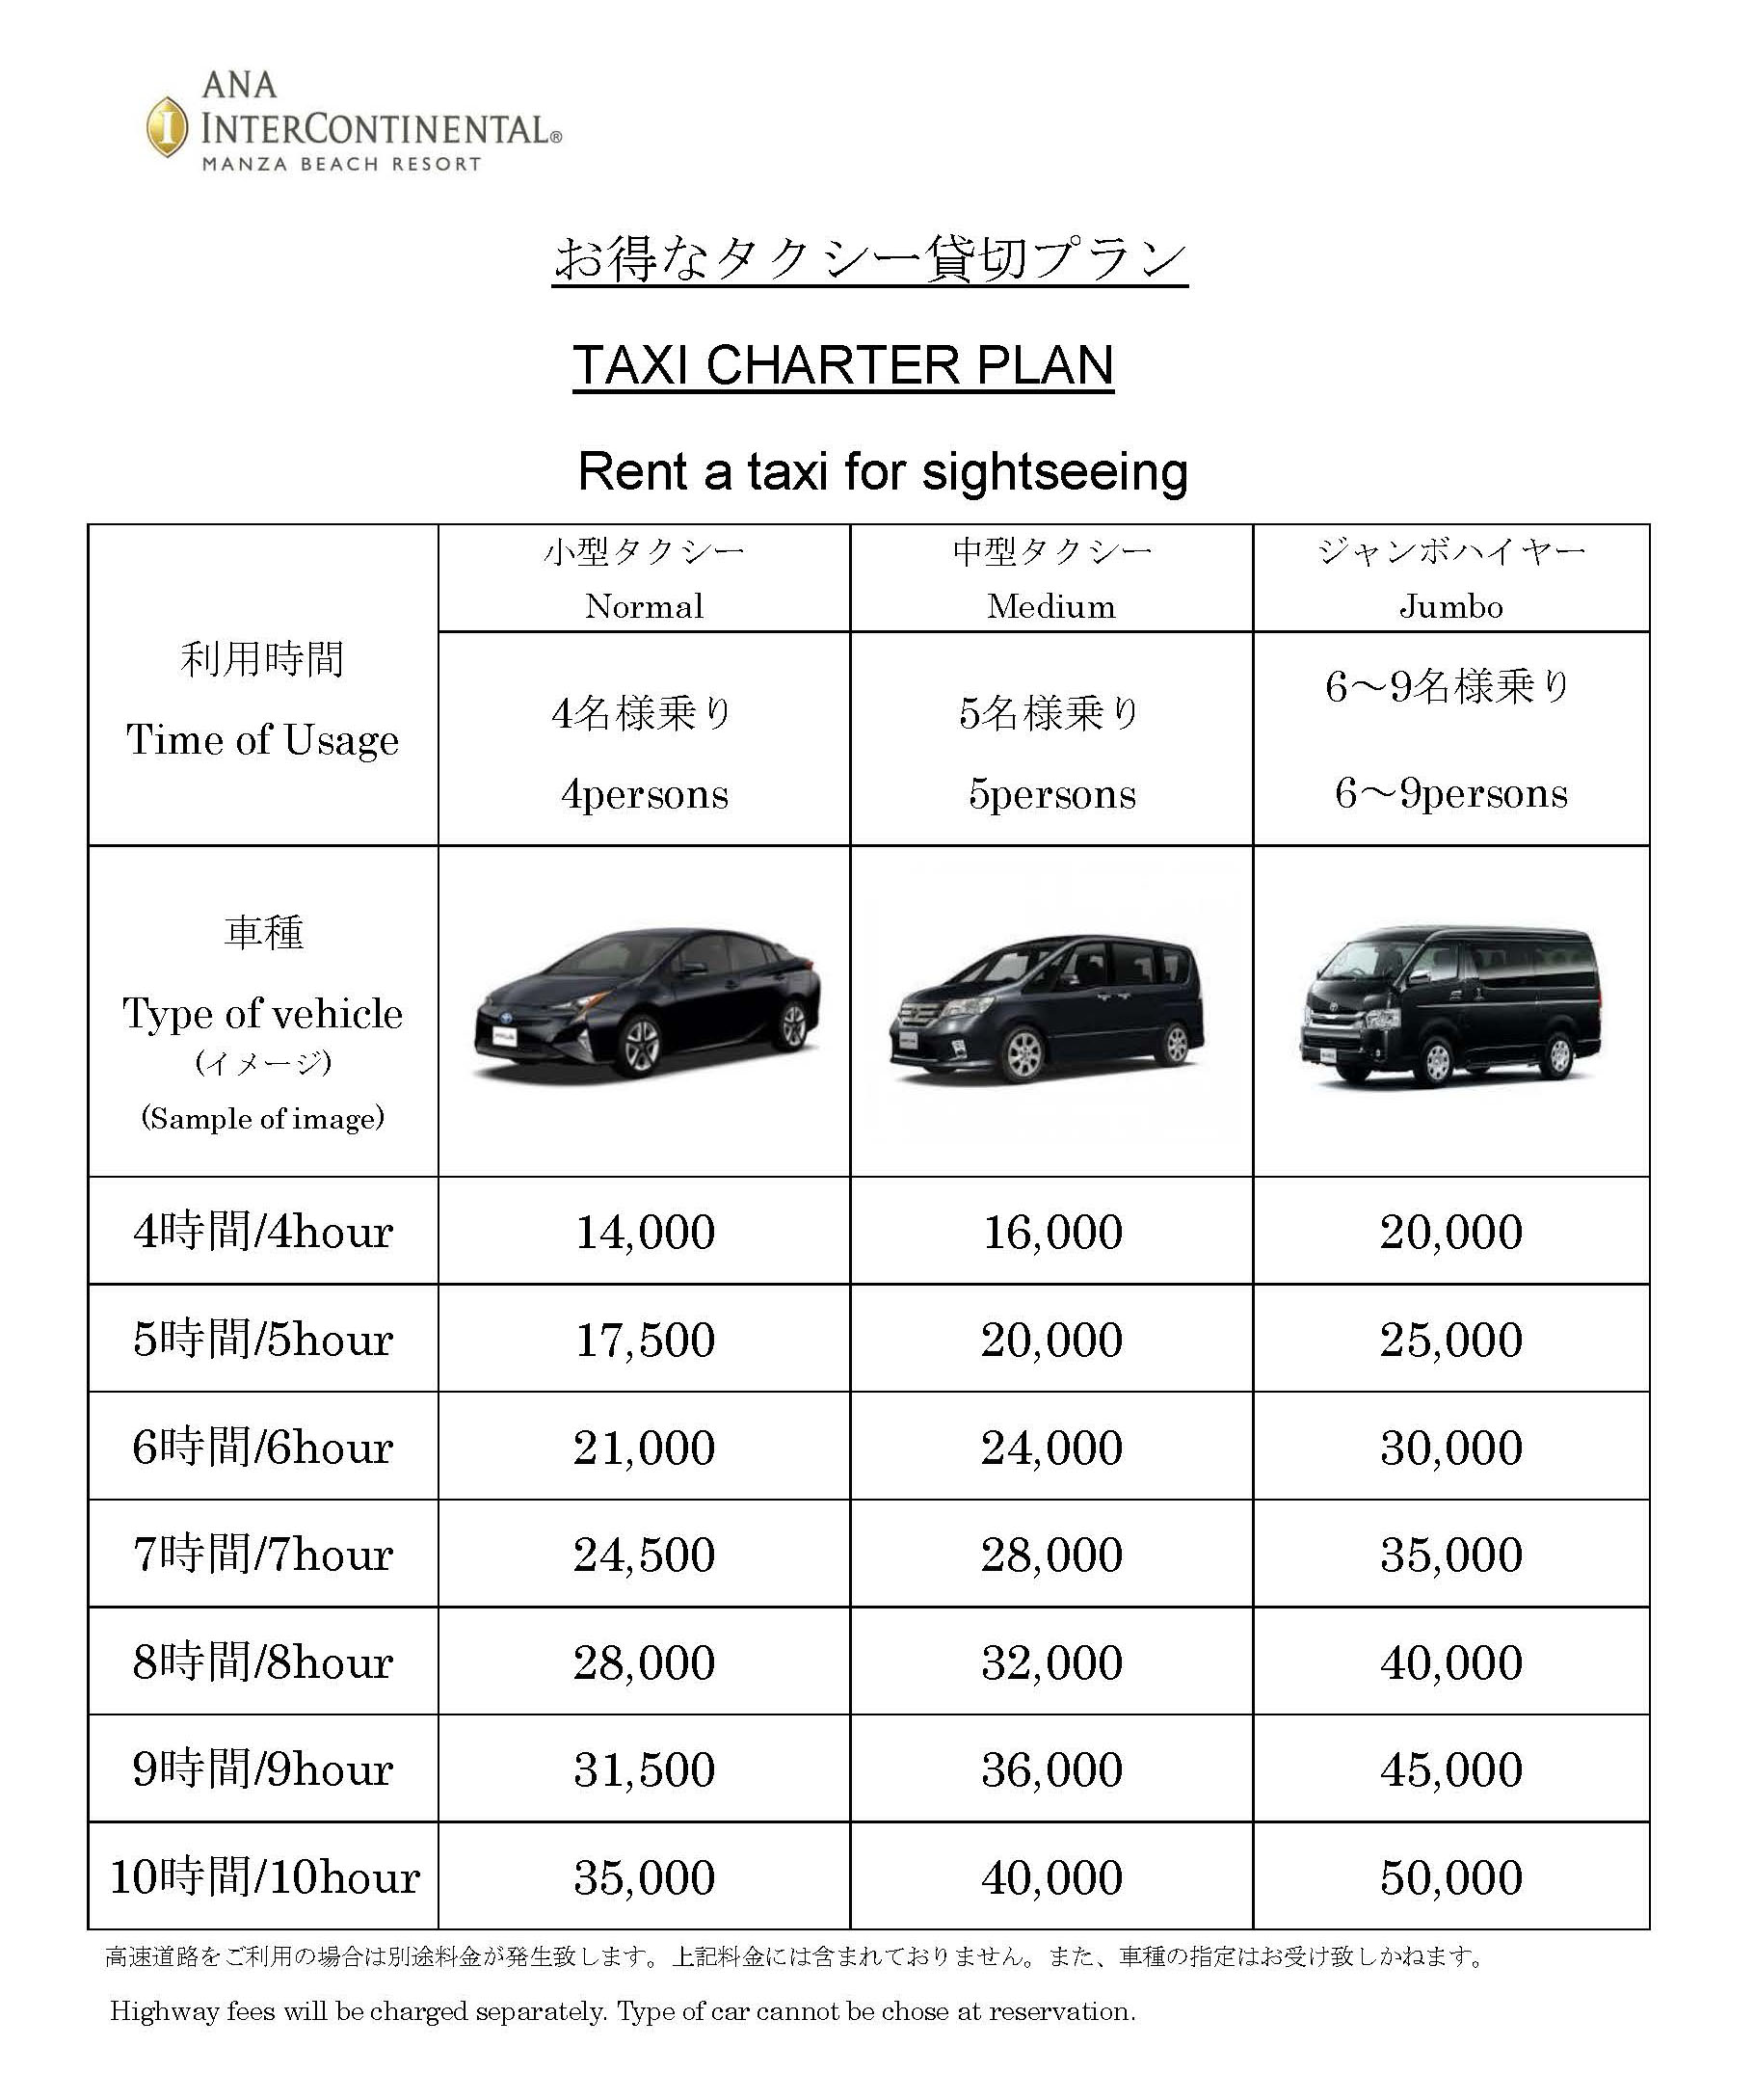 ANA
INTERCONTINENTAL®
MANZA BEACH RESORT
お得なタクシー貸切プラン
TAXI CHARTER PLAN
Rent a taxi for sightseeing
利用時間
Time of Usage
小型タクシー
Normal
中型タクシー
Medium
ジャンボハイヤー
Jumbo
4名様乗り
4persons
5名様乗り
5persons
6～9名様乗り
6～9persons
車種
Type of vehicle
(イメージ)
(Sample of image)
4時間/4hour 14,000 16,000 20,000
5時間/5hour 17,500 20,000 25,000
6時間/6hour 21,000 24,000 30,000
7時間/7hour 24,500 28,000 35,000
8時間/8hour 28,000 32,000 40,000
9時間/9hour 31,500 36,000 45,000
10時間/10hour 35,000 40,000 50,000
高速道路をご利用の場合は別途料金が発生致します。上記料金には含まれておりません。また、車種の指定はお受け致しかねます。
Highway fees will be charged separately. Type of car cannot be chose at reservation.